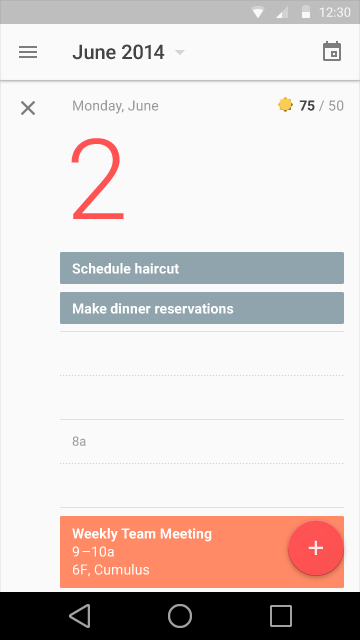 12:30
June 2014
Monday, June
75 / 50
2
Schedule haircut
Make dinner reservations
8a
Weekly Team Meeting
9–10a
6F, Cumulus
+